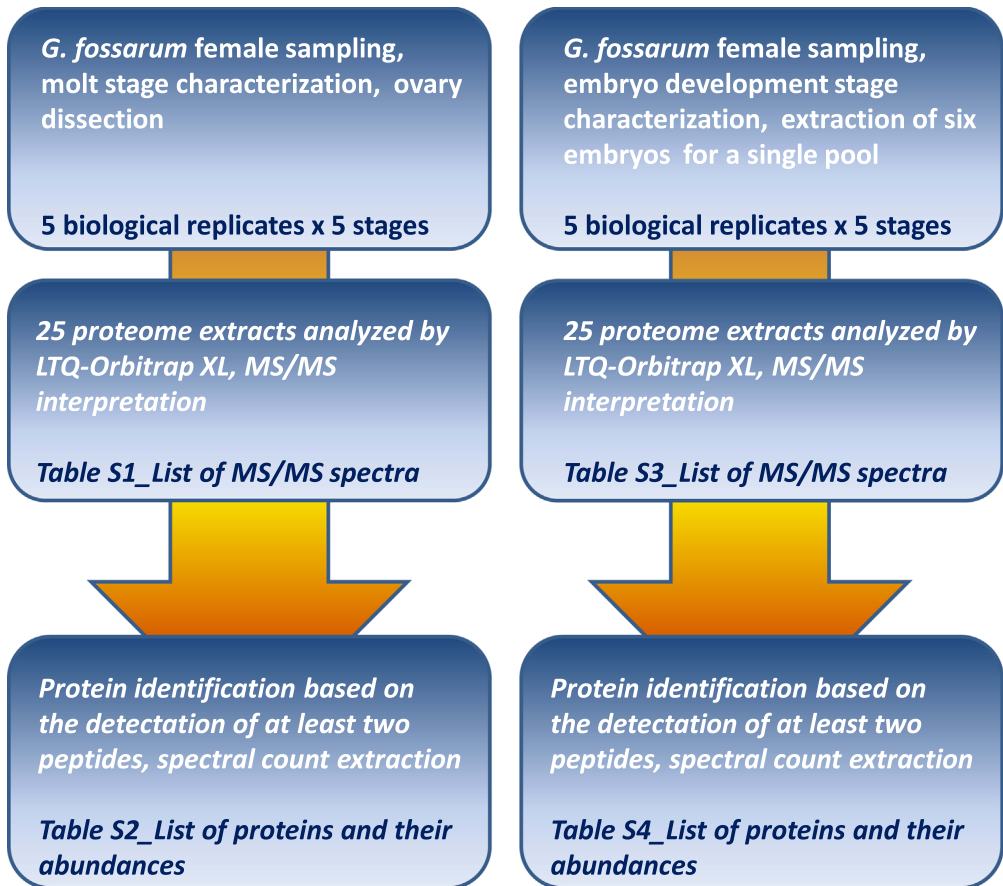 G. fossarum female sampling,
molt stage characterization, ovary
dissection
5 biological replicates x 5 stages
25 proteome extracts analyzed by
LTQ-Orbitrap XL, MS/MS
interpretation
Table S1_List of MS/MS spectra
Protein identification based on
the detectation of at least two
peptides, spectral count extraction
Table S2_List of proteins and their
abundances
G. fossarum female sampling,
embryo development stage
characterization, extraction of six
embryos for a single pool
5 biological replicates x 5 stages
25 proteome extracts analyzed by
LTQ-Orbitrap XL, MS/MS
interpretation
Table S3_List of MS/MS spectra
Protein identification based on
the detectation of at least two
peptides, spectral count extraction
Table S4_List of proteins and their
abundances